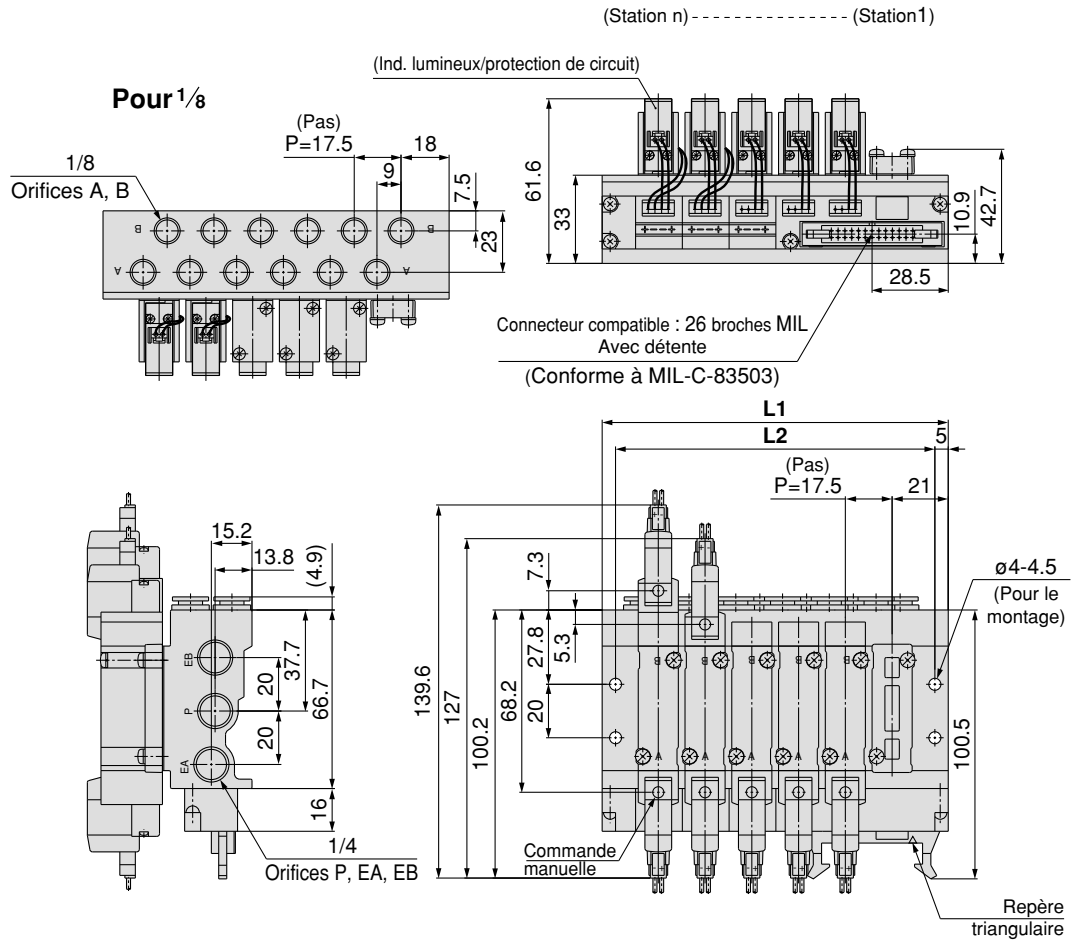 (Station n) - - - - - - - - - - - - - (Station1)
(Ind. lumineux/protection de circuit)
Pour 1/8
(Pas)
P=17.5
18
9
7.5
23
1/8
Orifices A, B
B
B
A
A
61.6
33
10.9
42.7
28.5
Connecteur compatible : 26 broches MIL
Avec détente
(Conforme à MIL-C-83503)
L1
L2
5
(Pas)
P=17.5
21
15.2
13.8
(4.9)
37.7
66.7
20
20
16
EB
P
EA
1/4
Orifices P, EA, EB
139.6
127
100.2
68.2
27.8
20
7.3
5.3
ø4-4.5
(Pour le
montage)
100.5
B
B
B
B
B
A
A
A
A
A
Commande
manuelle
Repère
triangulaire